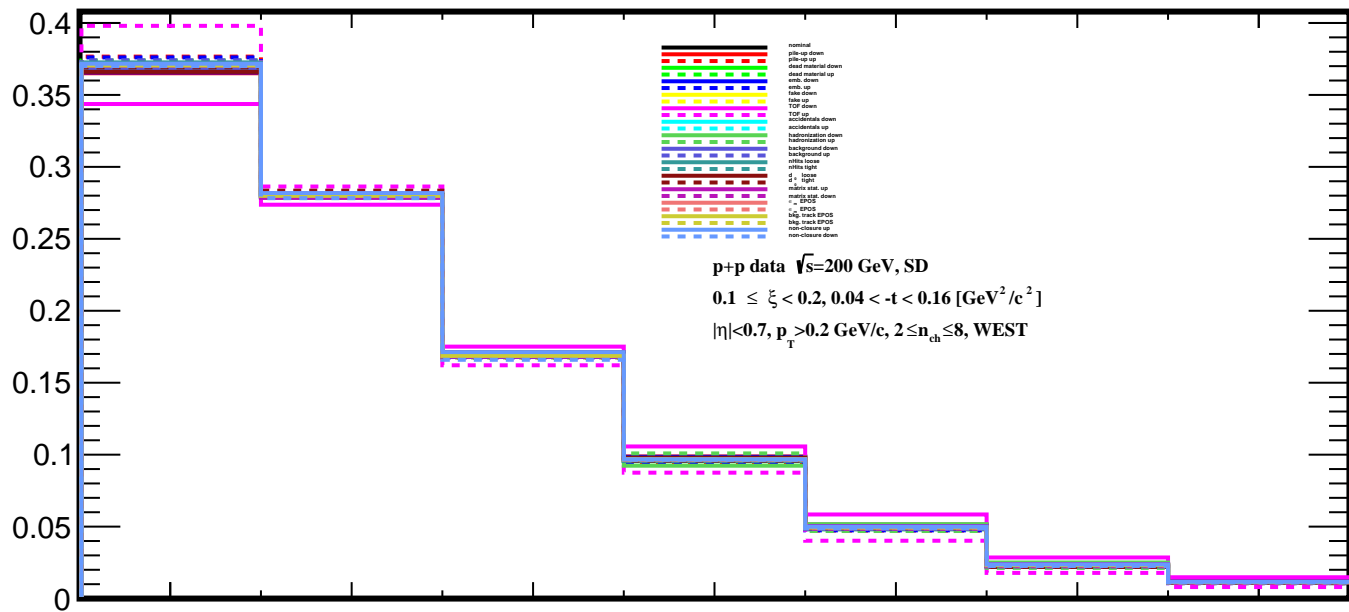 0.4
0.35
0.3
0.25
0.2
0.15
0.1
0.05
0
nominal
pile-up down
pile-up up
dead material down
dead material up
emb. down
emb. up
fake down
fake up
TOF down
TOF up
accidentals down
accidentals up
hadronization down
hadronization up
background down
background up
nHits loose
nHits tight
d₀ loose
d₀ tight
matrix stat. up
matrix stat. down
EPOS
EPOS
bkg. track EPOS
bkg. track EPOS
non-closure up
non-closure down
p+p data √s=200 GeV, SD
0.1 ≤ ξ < 0.2, 0.04 < -t < 0.16 [GeV²/c²]
|η|<0.7, p_T>0.2 GeV/c, 2≤n_ch≤8, WEST